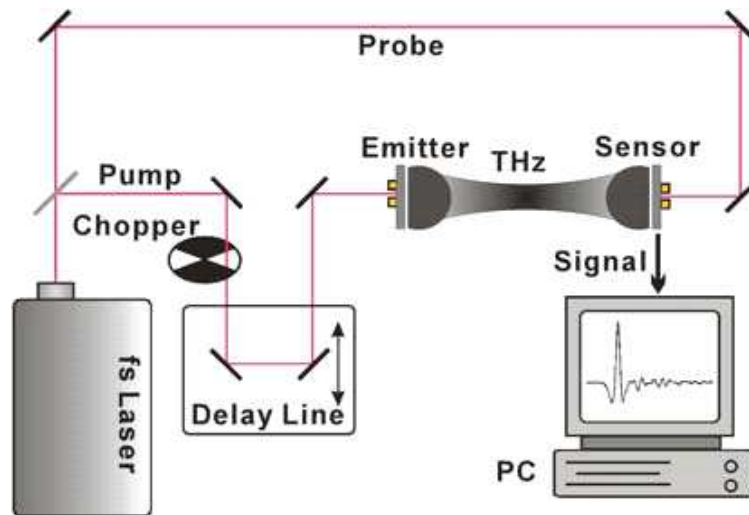 Probe
Emitter
THz
Sensor
Pump
Chopper
Signal
fs Laser
Delay Line
PC